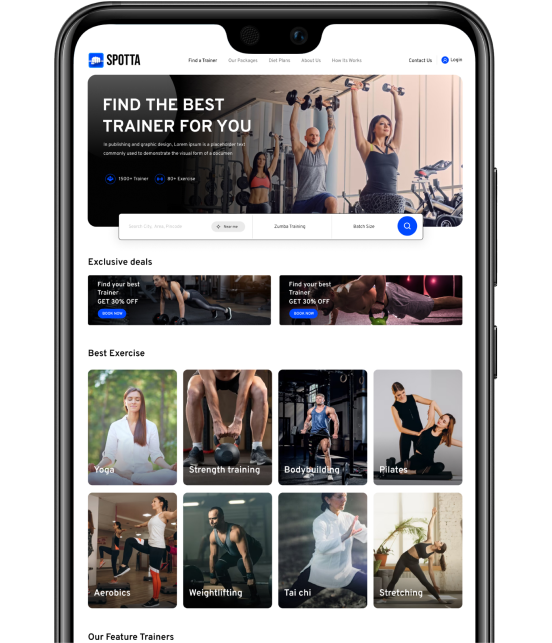 SPOTTA
Find a Trainer Our Packages Diet Plans About Us How Its Works Contact Us Login
FIND THE BEST
TRAINER FOR YOU
In publishing and graphic design, Lorem ipsum is a placeholder text
commonly used to demonstrate the visual form of a documen
1500+ Trainer 80+ Exercise
Search City, Area, Pincode Near me Zumba Training Batch Size
Exclusive deals
Find your best
Trainer
GET 30% OFF
BOOK NOW
Find your best
Trainer
GET 30% OFF
BOOK NOW
Best Exercise
Yoga
Strength training
Bodybuilding
Pilates
Aerobics
Weightlifting
Tai chi
Stretching
Our Feature Trainers